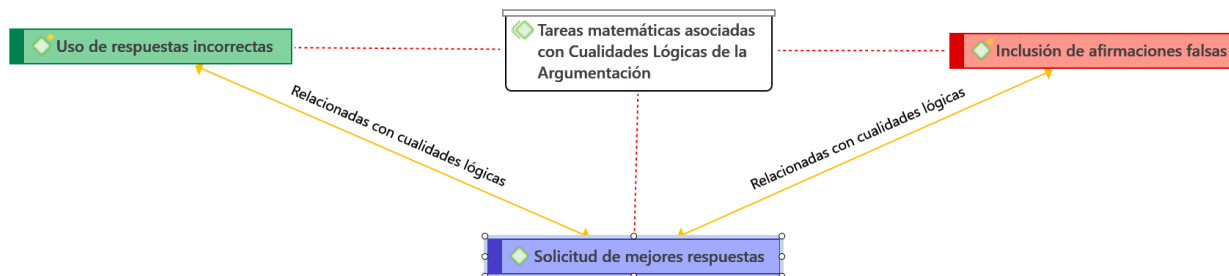 Uso de respuestas incorrectas
Tareas matemáticas asociadas
con Cualidades Lógicas de la
Argumentación
Inclusión de afirmaciones falsas
Relacionadas con cualidades lógicas
Relacionadas con cualidades lógicas
Solicitud de mejores respuestas